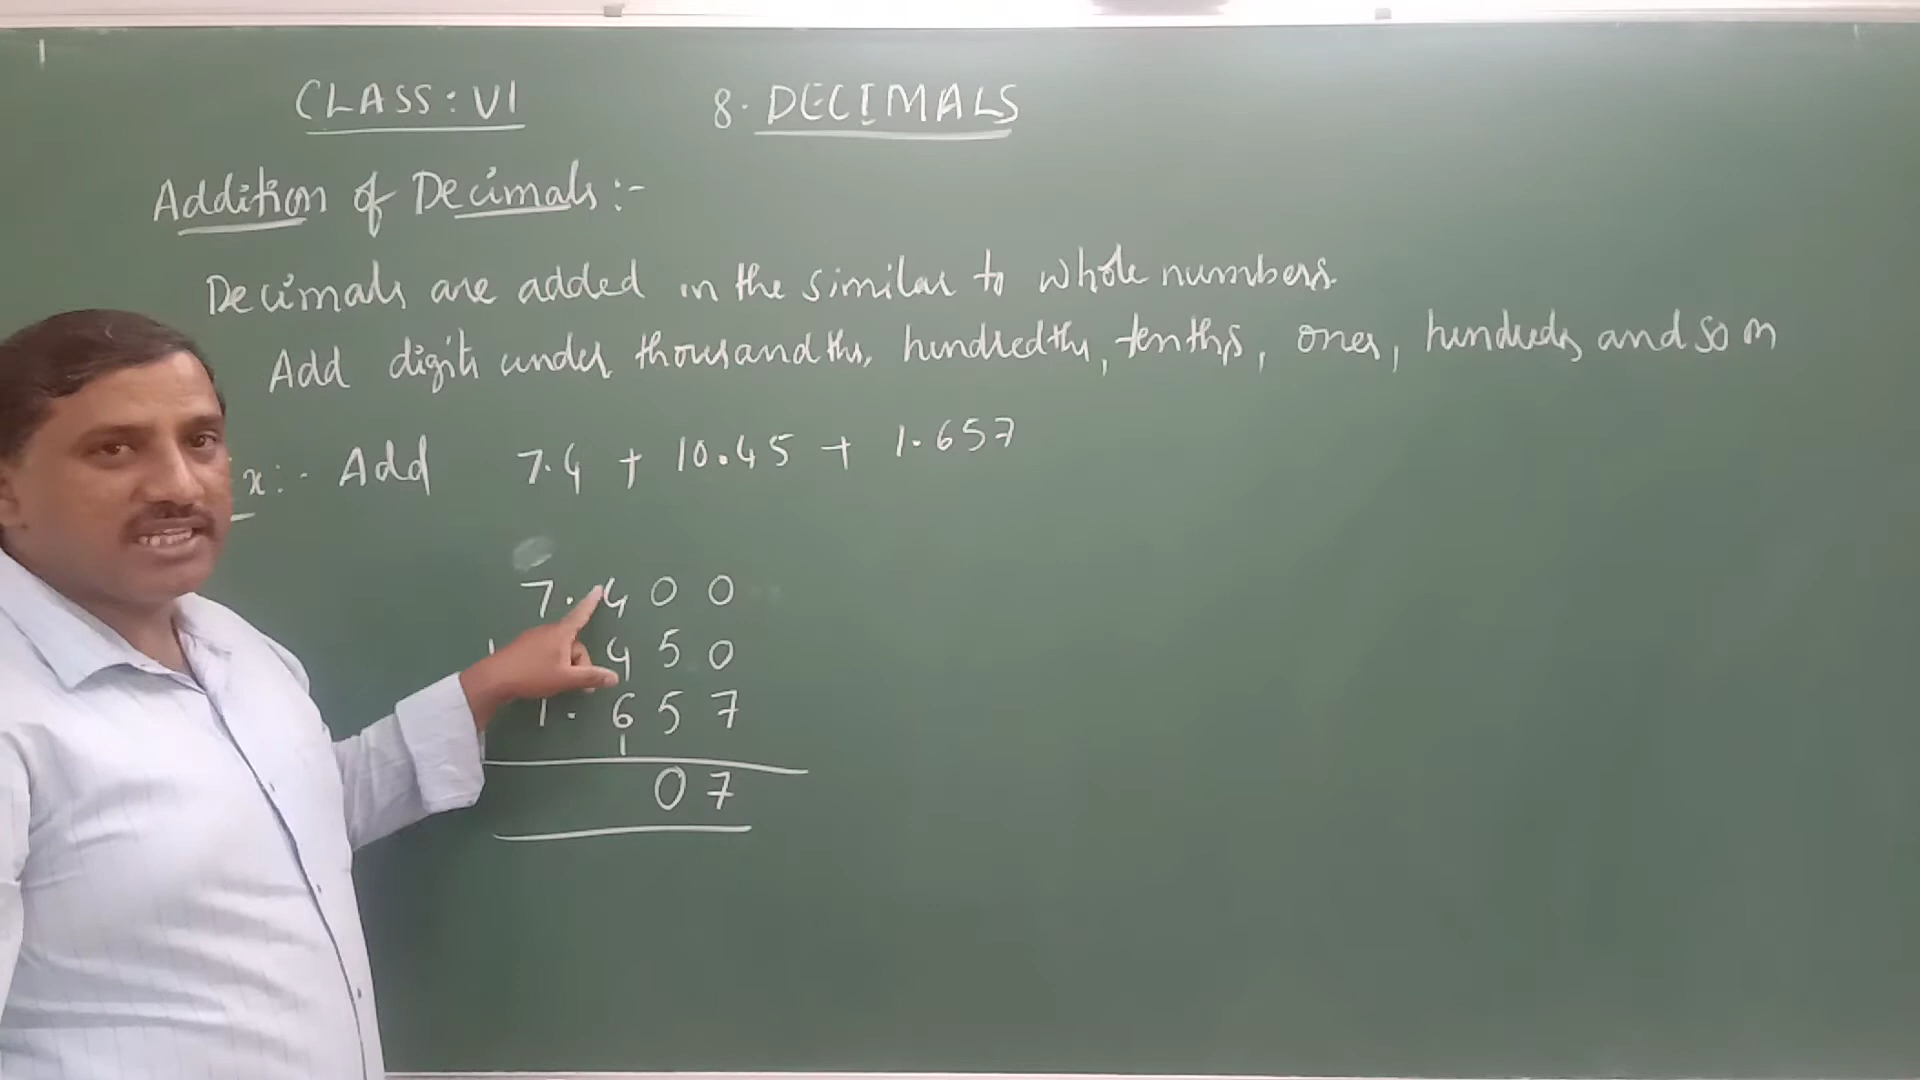 CLASS: VI
8. DECIMALS
Addition of Decimals:-
Decimals are added in the similar to whole numbers.
Add digits under thousandths, hundredths, tenths, ones, hundreds and so on
x:- Add 7.4 + 10.45 + 1.657
7.400
450
1.657
1
07